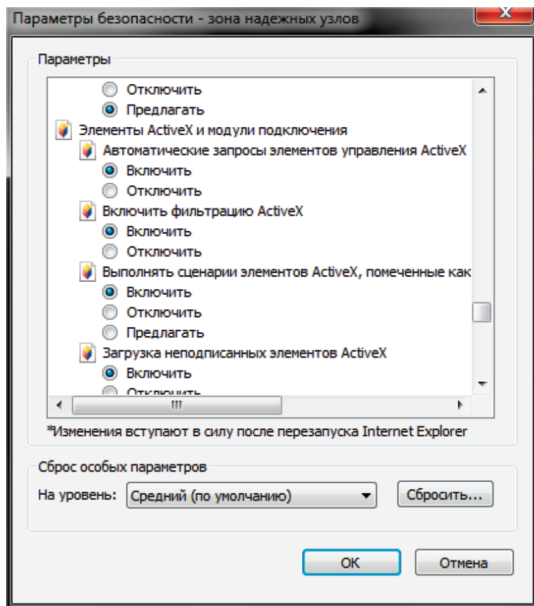 Параметры безопасности - зона надежных узлов
Параметры
Отключить
Предлагать
Элементы ActiveX и модули подключения
Автоматические запросы элементов управления ActiveX
Включить
Отключить
Включить фильтрацию ActiveX
Включить
Отключить
Выполнять сценарии элементов ActiveX, помеченные как
Включить
Отключить
Предлагать
Загрузка неподписанных элементов ActiveX
Включить
Отключить
*Изменения вступают в силу после перезапуска Internet Explorer
Сброс особых параметров
На уровень: Средний (по умолчанию) Сбросить...
ОК Отмена